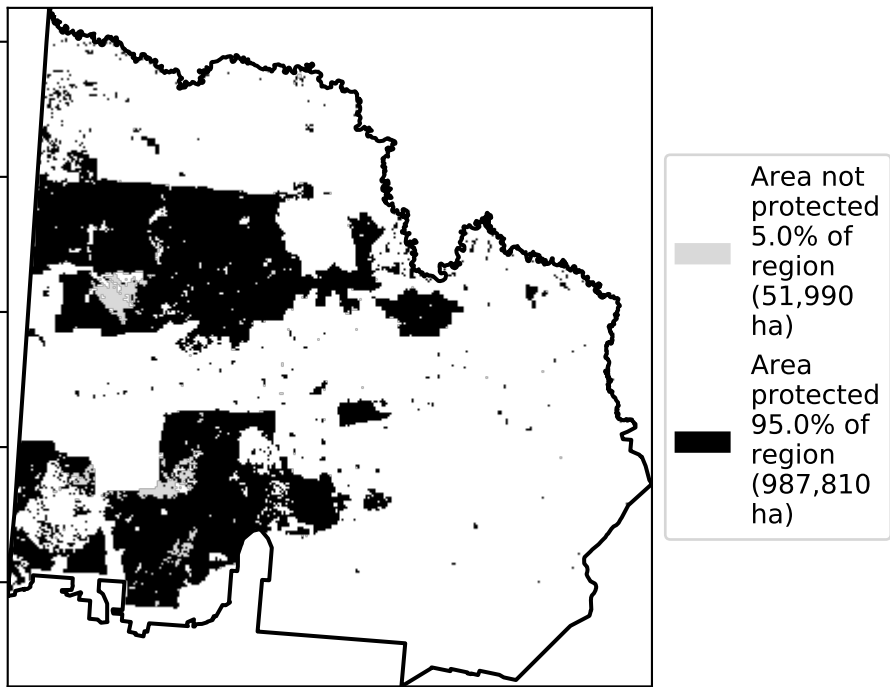 Area not
protected
5.0% of
region
(51,990
ha)
Area
protected
95.0% of
region
(987,810
ha)